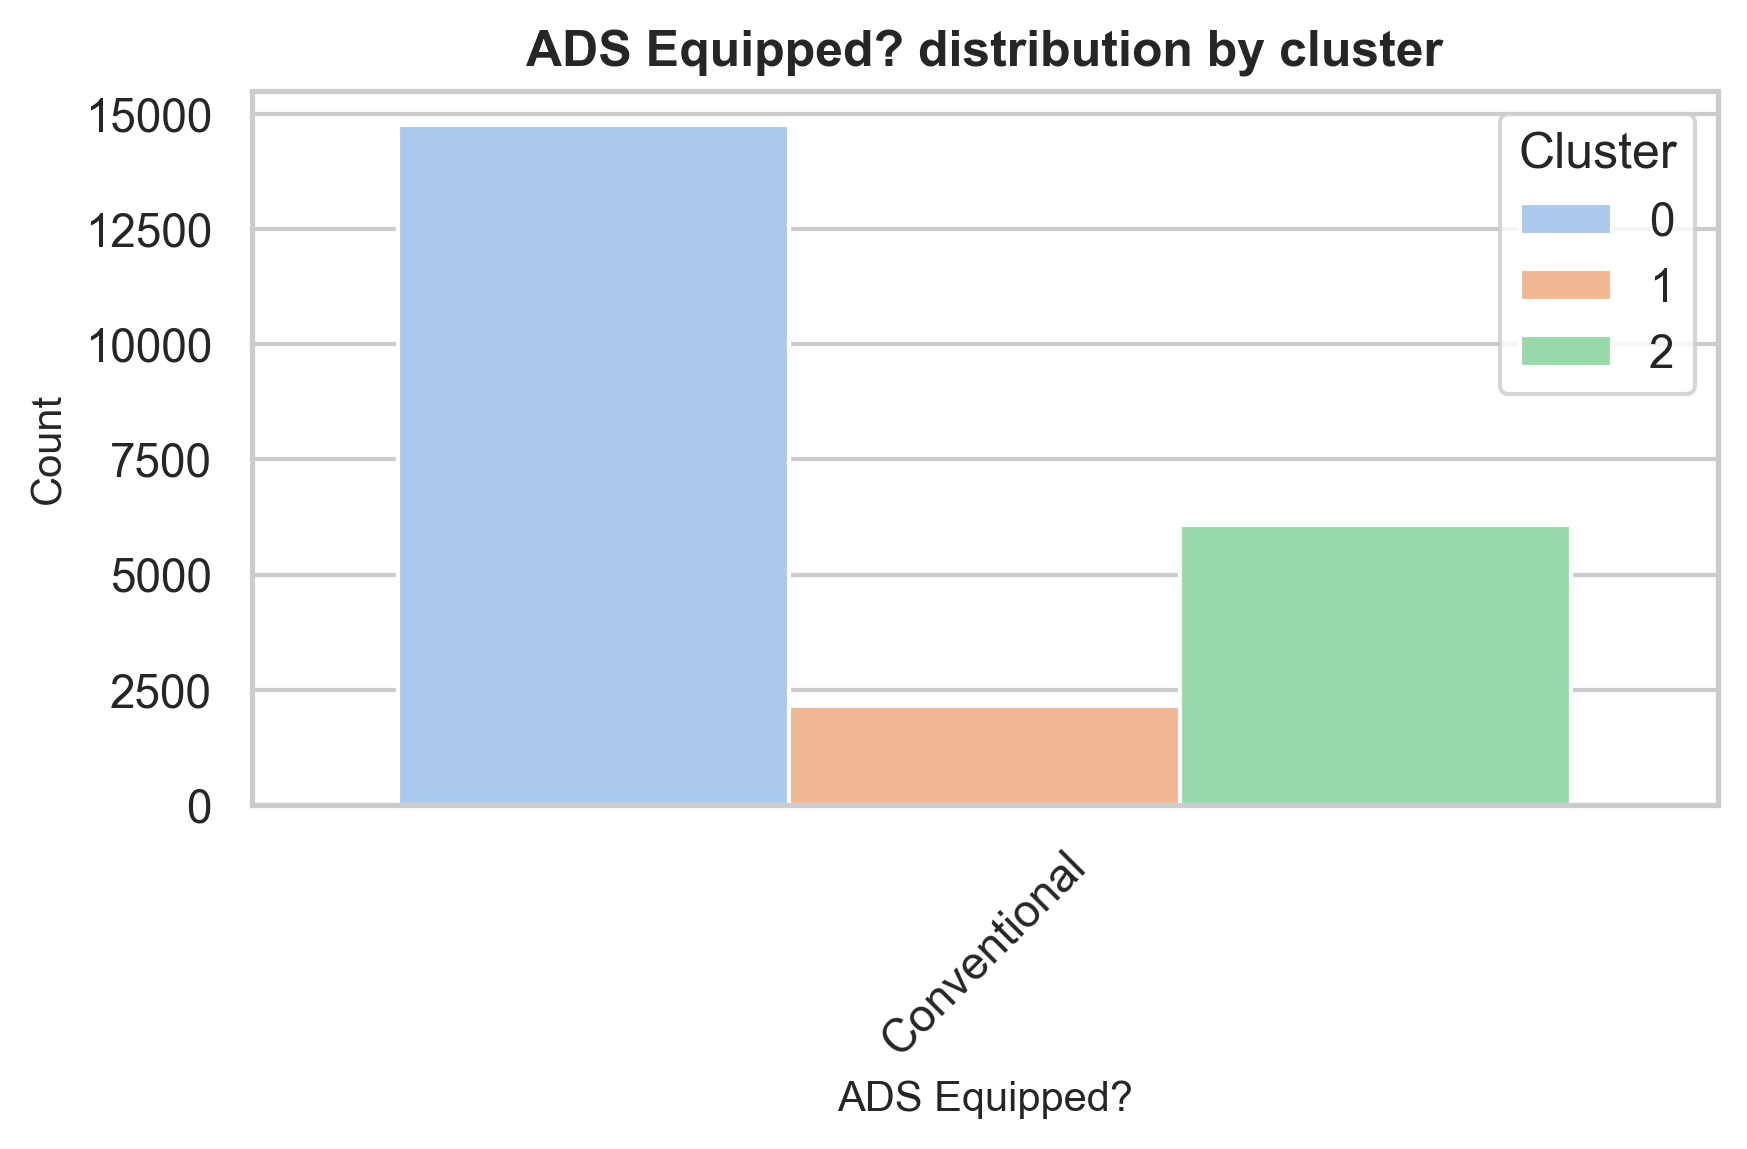 ADS Equipped? distribution by cluster
15000
12500
10000
7500
5000
2500
0
Count
Cluster
0
1
2
Conventional
ADS Equipped?